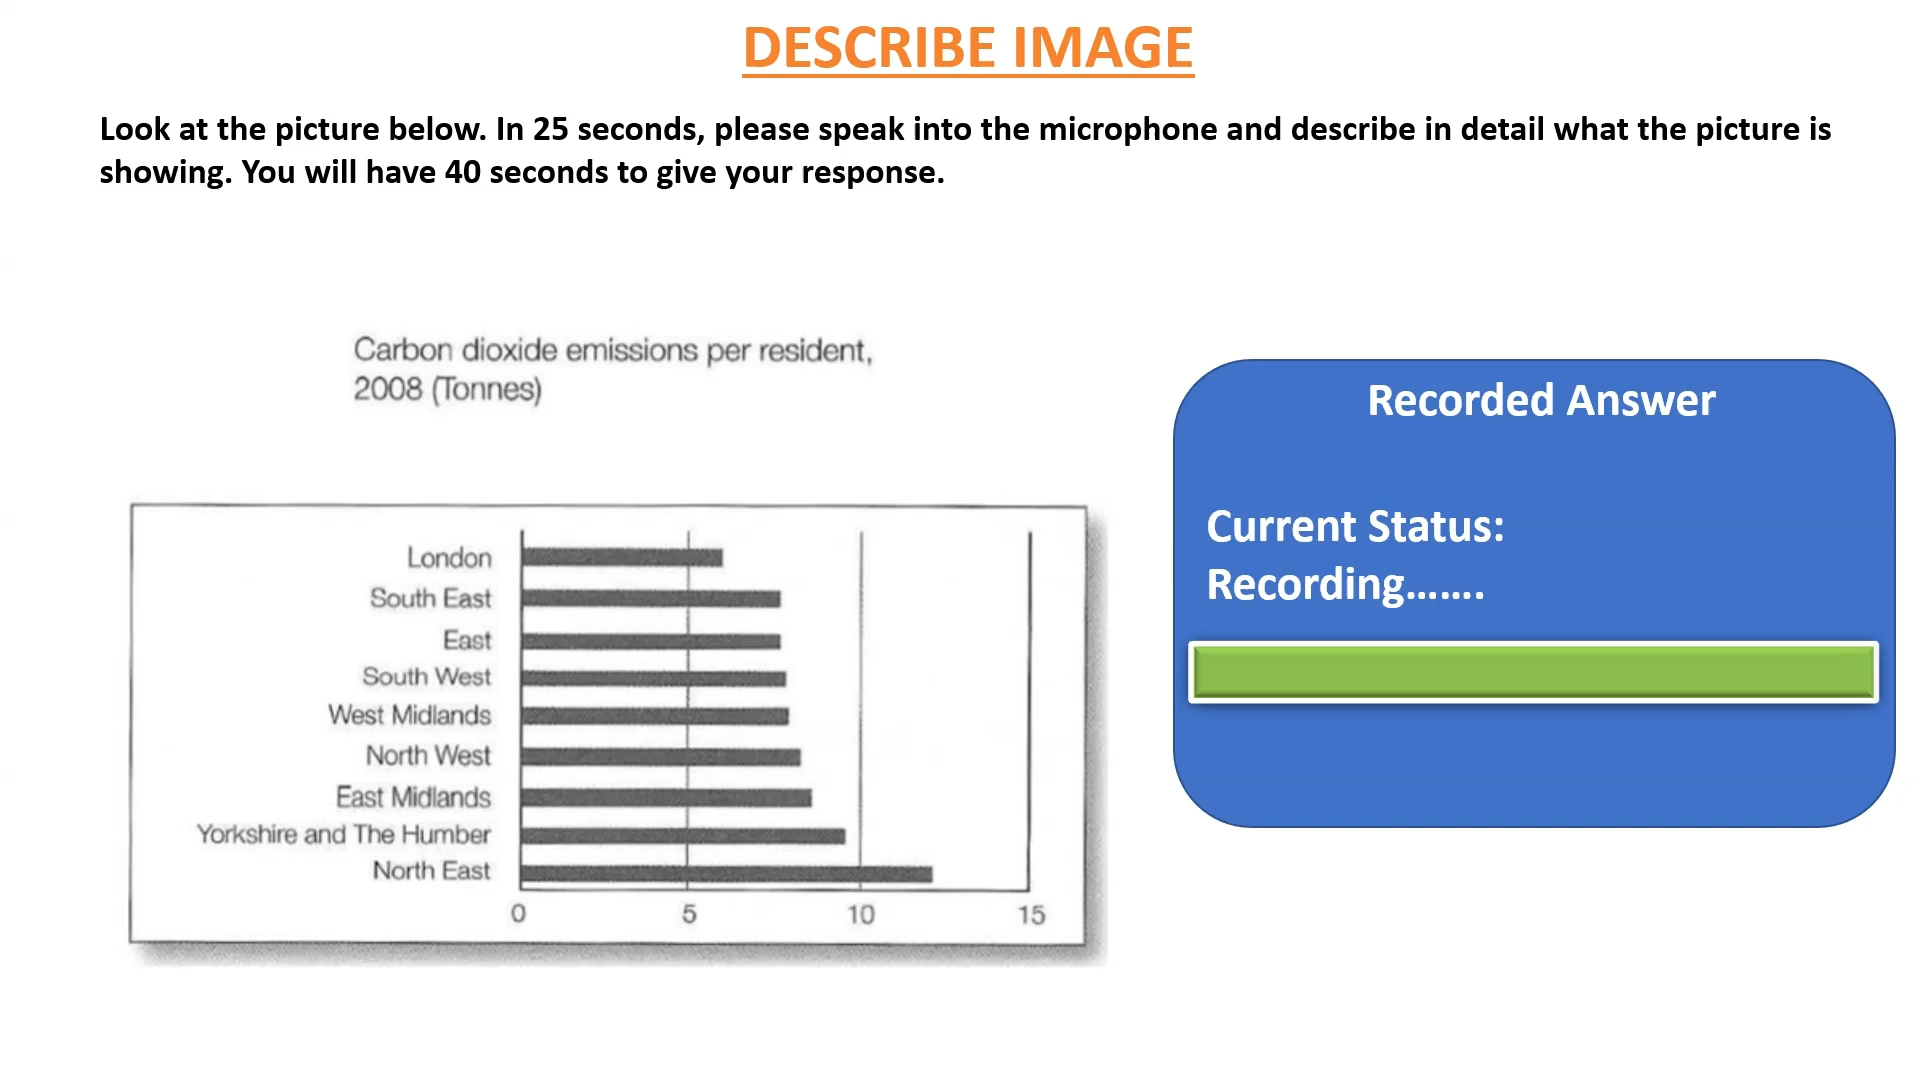 DESCRIBE IMAGE
Look at the picture below. In 25 seconds, please speak into the microphone and describe in detail what the picture is
showing. You will have 40 seconds to give your response.
Carbon dioxide emissions per resident,
2008 (Tonnes)
London
South East
East
South West
West Midlands
North West
East Midlands
Yorkshire and The Humber
North East
0 5 10 15
Recorded Answer
Current Status:
Recording.......